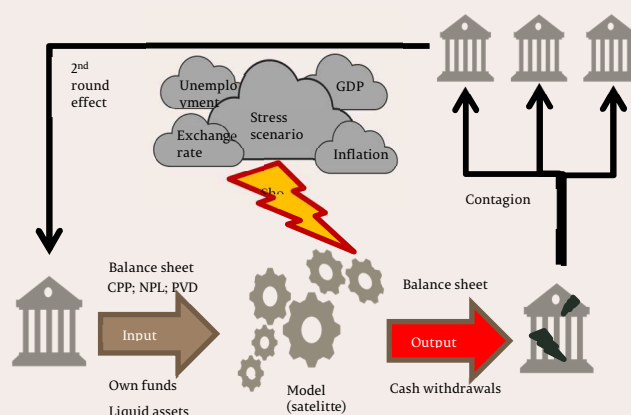 2nd
round
effect
Unemplo
yment
GDP
Stress
scenario
Exchange
rate
Inflation
Sho
Contagion
Balance sheet
CPP; NPL; PVD
Input
Own funds
Liquid assets
Model
(satelitte)
Balance sheet
Output
Cash withdrawals